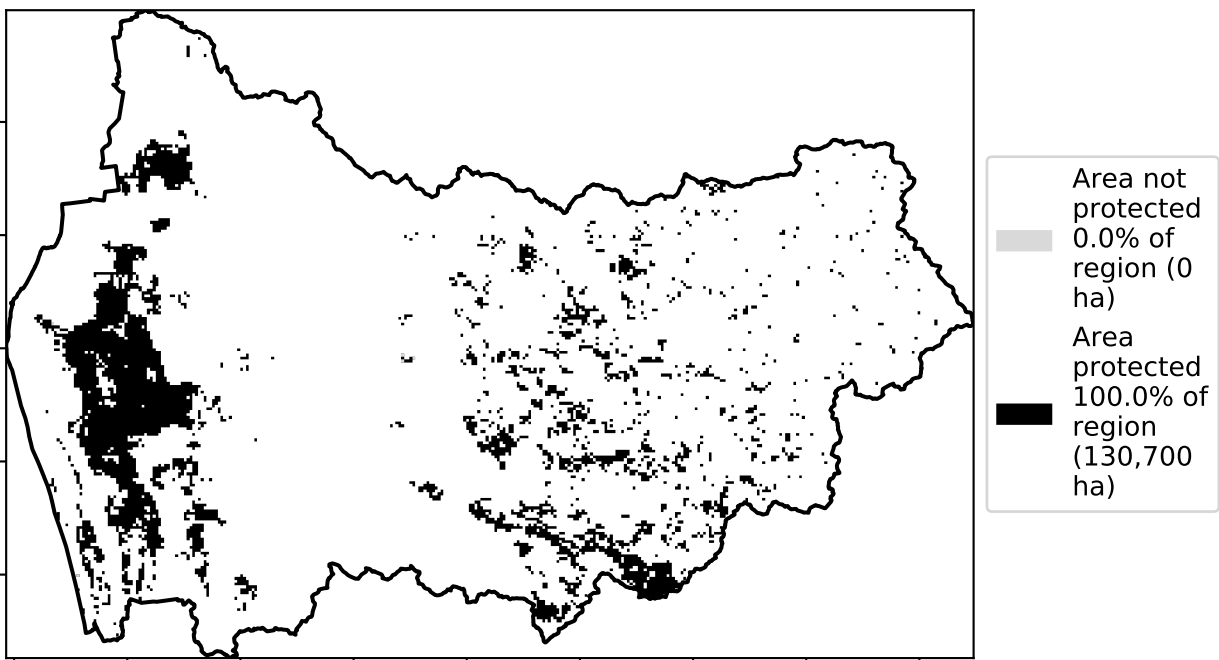 Area not
protected
0.0% of
region (0
ha)
Area
protected
100.0% of
region
(130,700
ha)